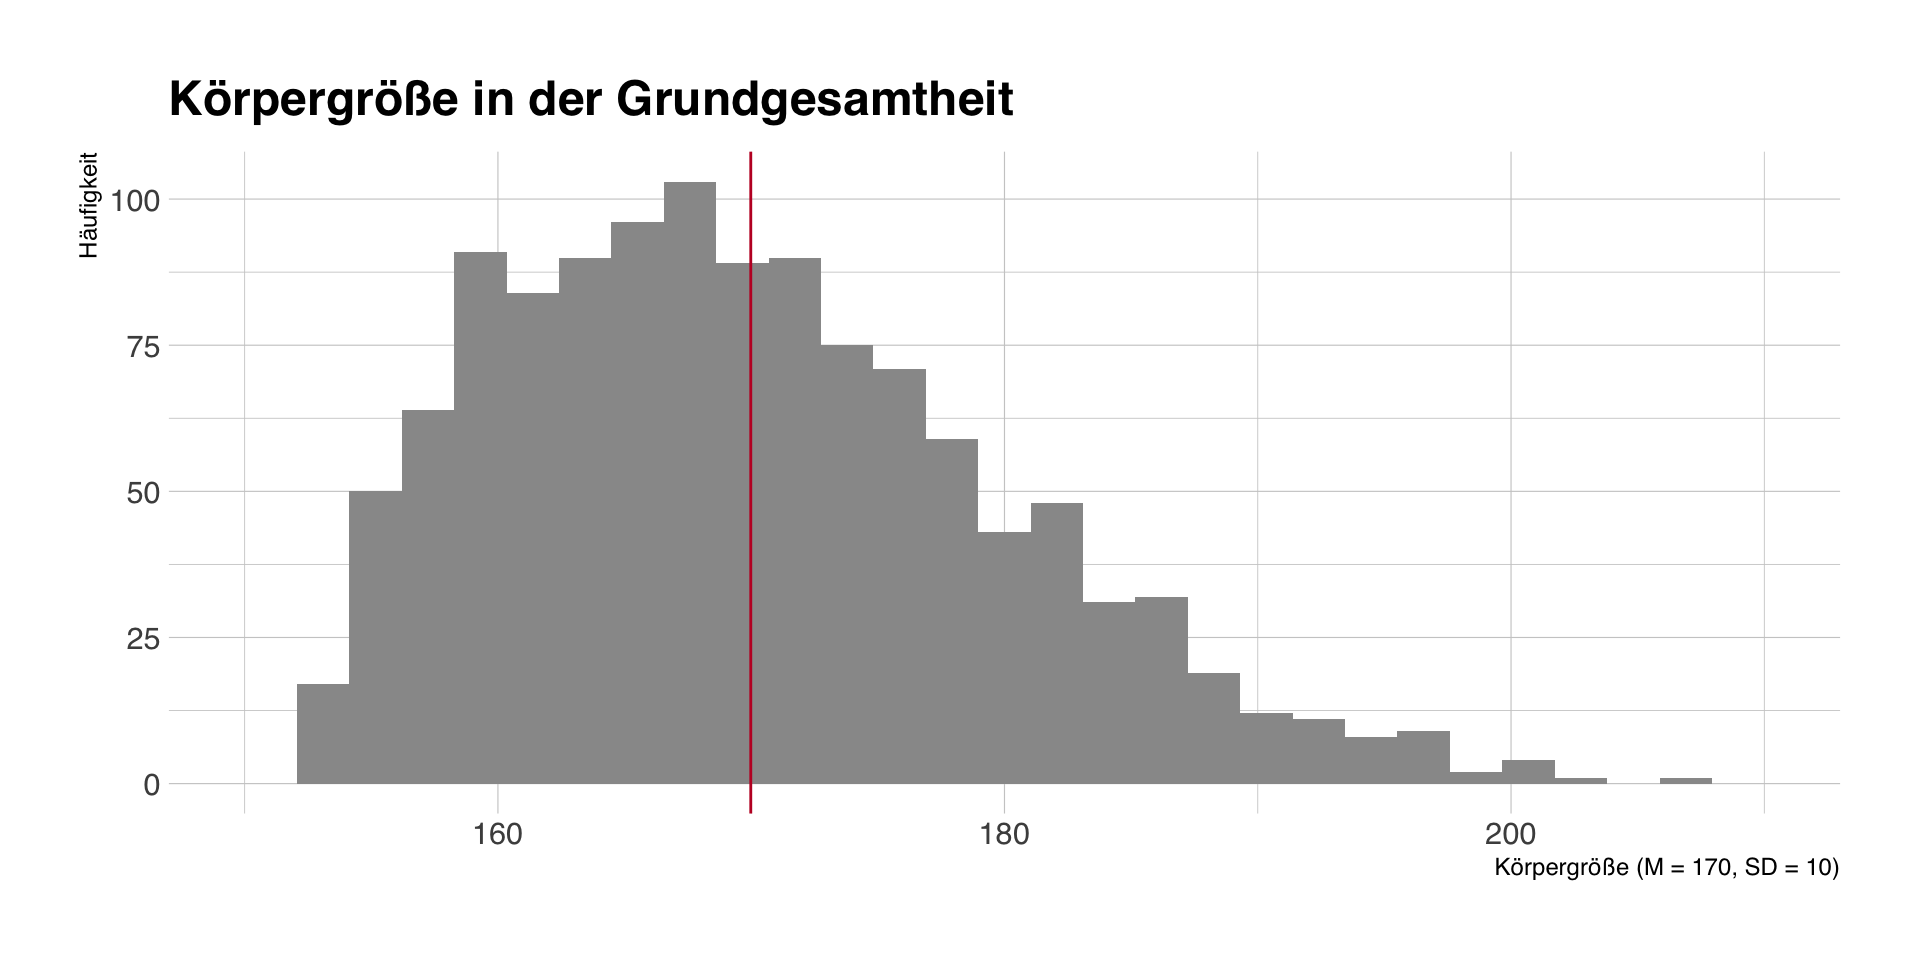 Körpergröße in der Grundgesamtheit
Häufigkeit
100
75
50
25
0
160 180 200
Körpergröße (M = 170, SD = 10)